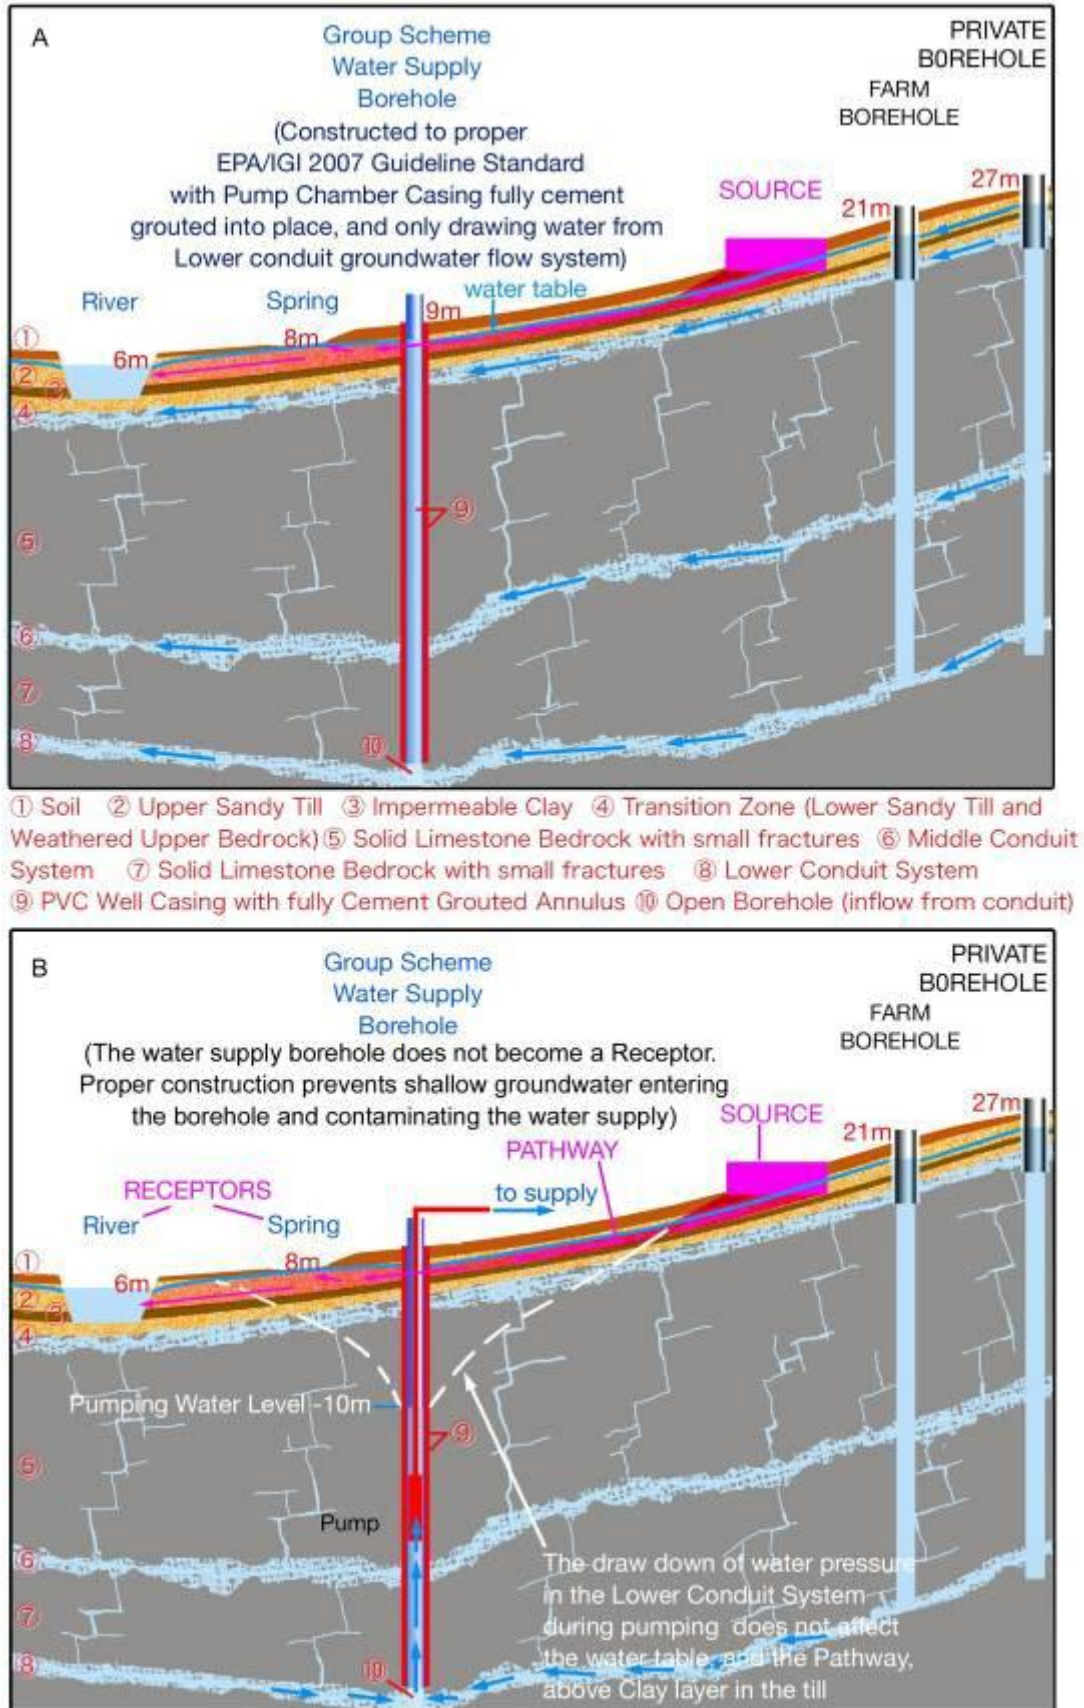 A
Group Scheme
Water Supply
Borehole
(Constructed to proper
EPA/IGI 2007 Guideline Standard
with Pump Chamber Casing fully cement
grouted into place, and only drawing water from
Lower conduit groundwater flow system)
PRIVATE
B0REHOLE
FARM
BOREHOLE
SOURCE
27m
21m
River
Spring
water table
9m
8m
6m
①
②
③
④
⑤
⑥
⑦
⑧
⑨
⑩
① Soil ② Upper Sandy Till ③ Impermeable Clay ④ Transition Zone (Lower Sandy Till and
Weathered Upper Bedrock) ⑤ Solid Limestone Bedrock with small fractures ⑥ Middle Conduit
System ⑦ Solid Limestone Bedrock with small fractures ⑧ Lower Conduit System
⑨ PVC Well Casing with fully Cement Grouted Annulus ⑩ Open Borehole (inflow from conduit)
B
Group Scheme
Water Supply
Borehole
(The water supply borehole does not become a Receptor.
Proper construction prevents shallow groundwater entering
the borehole and contaminating the water supply)
PRIVATE
B0REHOLE
FARM
BOREHOLE
SOURCE
27m
21m
PATHWAY
RECEPTORS
to supply
River
Spring
8m
6m
①
②
③
④
Pumping Water Level -10m
⑨
⑤
Pump
⑥
⑦
⑧
⑩
The draw down of water pressure
in the Lower Conduit System
during pumping does not affect
the water table, and the Pathway,
above Clay layer in the till